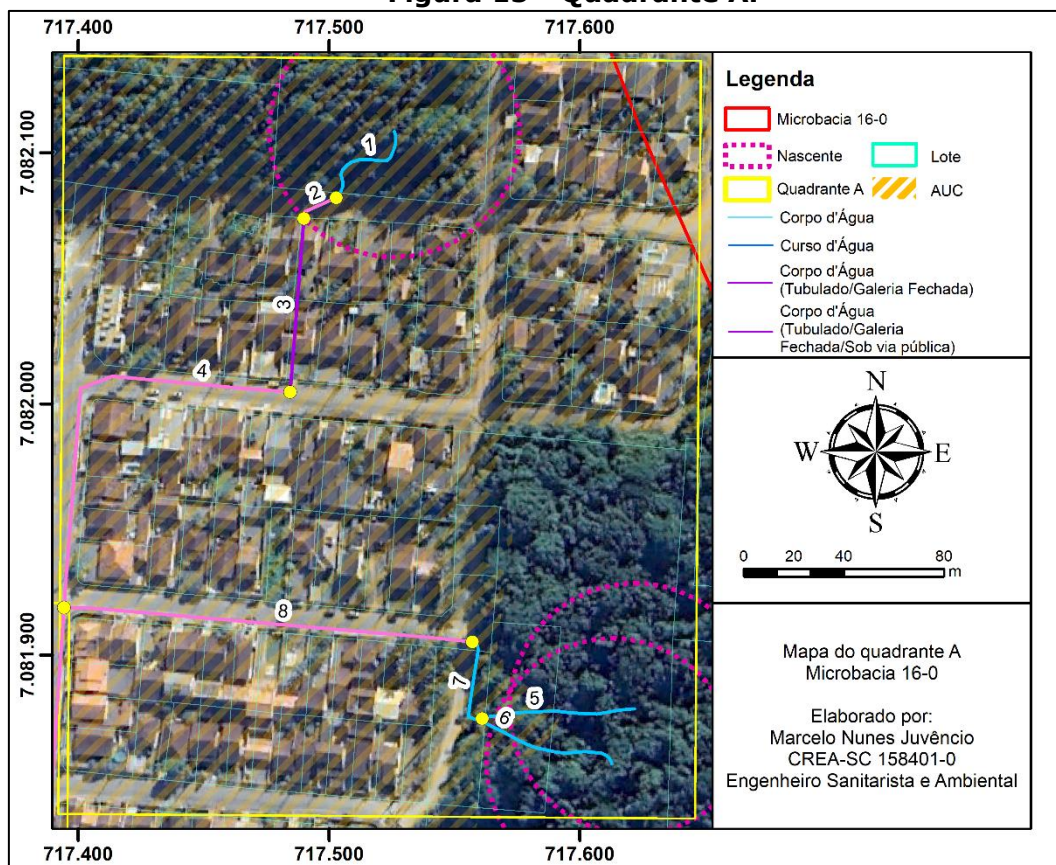 Figura 13 - Quadrante A.
717.400 717.500 717.600
7.082.100
7.082.000
7.081.900
1
2
3
4
8
7
5
6
717.400 717.500 717.600
Legenda
Microbacia 16-0
Nascente Lote
Quadrante A AUC
Corpo d'Água
Curso d'Água
Corpo d'Água
(Tubulado/Galeria Fechada)
Corpo d'Água
(Tubulado/Galeria
Fechada/Sob via pública)
N
W E
S
0 20 40 80
m
Mapa do quadrante A
Microbacia 16-0
Elaborado por:
Marcelo Nunes Juvêncio
CREA-SC 158401-0
Engenheiro Sanitarista e Ambiental